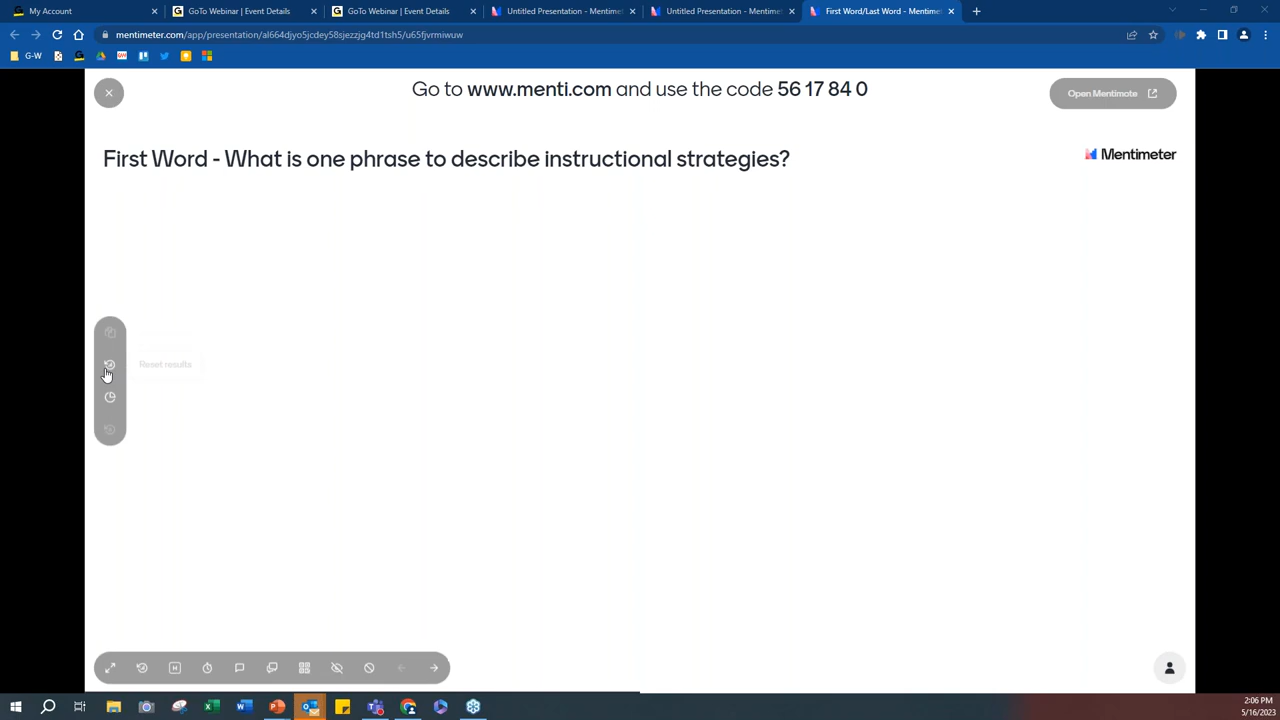 My Account
GoTo Webinar | Event Details
GoTo Webinar | Event Details
Untitled Presentation - Mentime
Untitled Presentation - Mentime
First Word/Last Word - Mentime
mentimeter.com/app/presentation/al664djyo5jcdey58sjezzjg4td1tsh5/u65fjvrmiwuw
G-W
Go to www.menti.com and use the code 56 17 84 0
Open Mentimote
First Word - What is one phrase to describe instructional strategies?
Mentimeter
Reset results
2:06 PM
5/16/2023